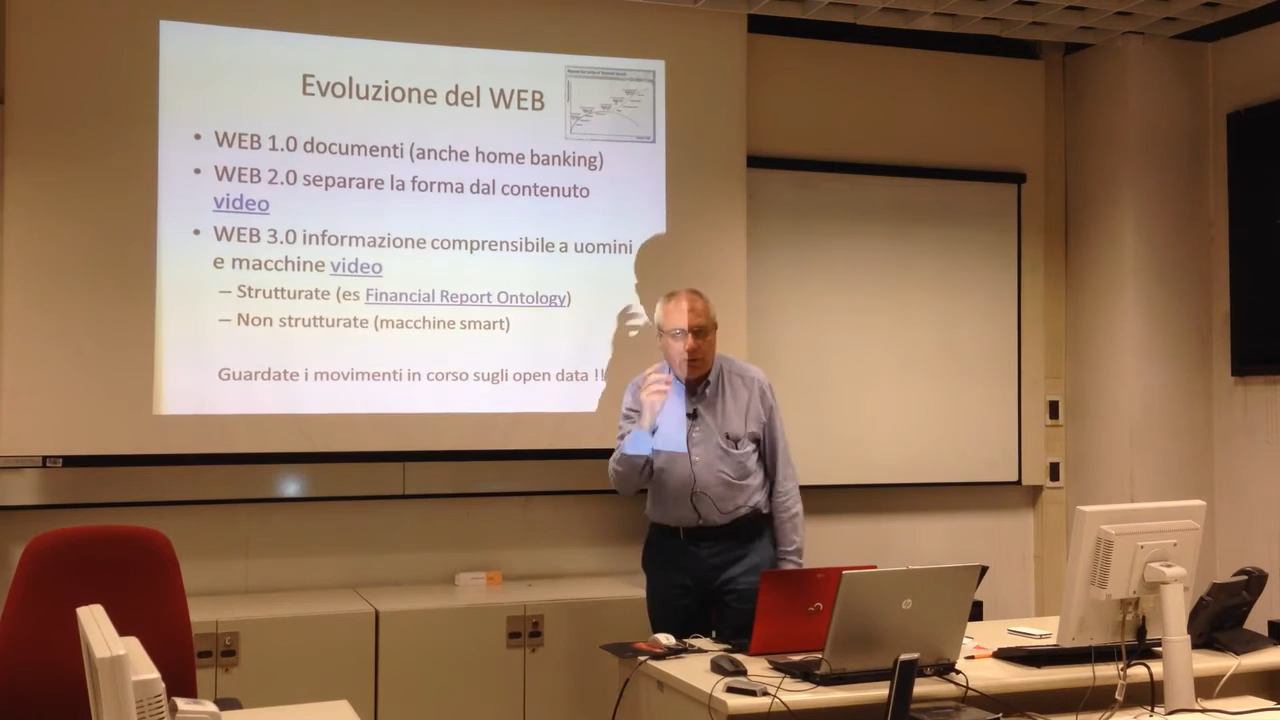 Evoluzione del WEB
• WEB 1.0 documenti (anche home banking)
• WEB 2.0 separare la forma dal contenuto
video
• WEB 3.0 informazione comprensibile a uomini
e macchine video
– Strutturate (es Financial Report Ontology)
– Non strutturate (macchine smart)
Guardate i movimenti in corso sugli open data !!
hp